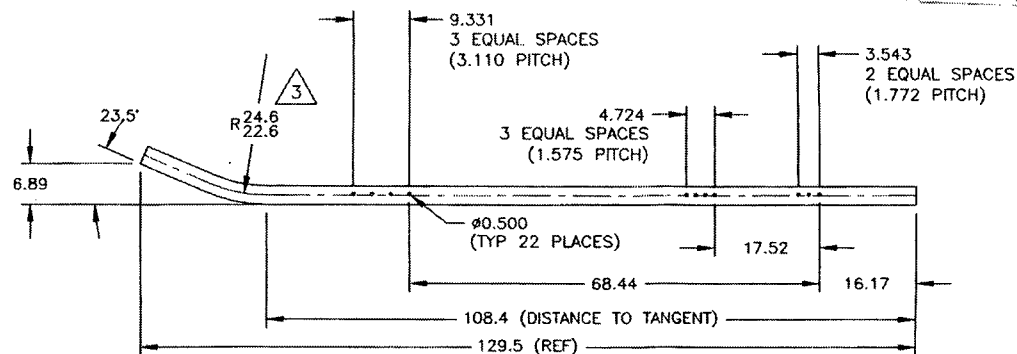 9.331
3 EQUAL SPACES
(3.110 PITCH)
3.543
2 EQUAL SPACES
(1.772 PITCH)
3
23.5°
R 24.6
22.6
4.724
3 EQUAL SPACES
(1.575 PITCH)
6.89
ø0.500
(TYP 22 PLACES)
17.52
68.44
16.17
108.4 (DISTANCE TO TANGENT)
129.5 (REF)